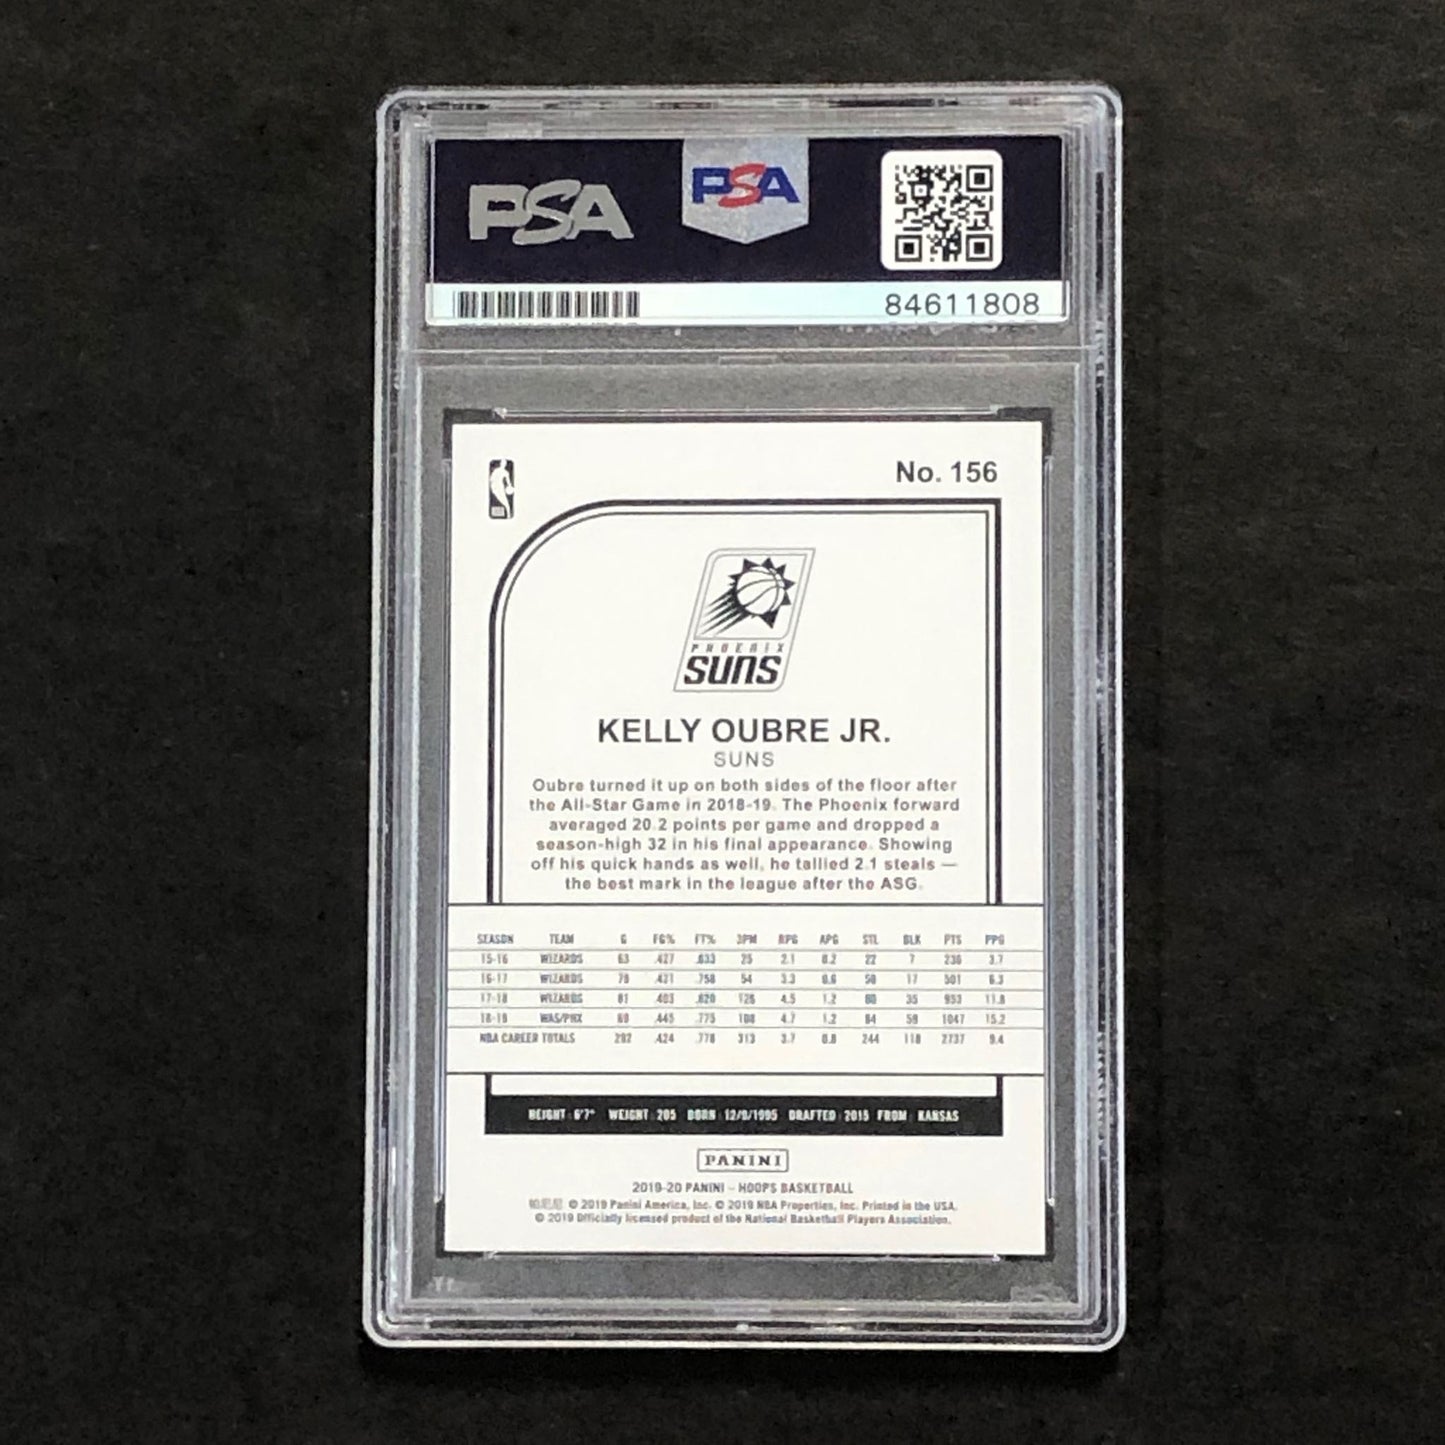 PSA
PSA
84611808
No. 156
PHOENIX
SUNS
KELLY OUBRE JR.
SUNS
Oubre turned it up on both sides of the floor after
the All-Star Game in 2018-19. The Phoenix forward
averaged 20.2 points per game and dropped a
season-high 32 in his final appearance. Showing
off his quick hands as well, he tallied 2.1 steals —
the best mark in the league after the ASG.
SEASON TEAM G FG% FT% 3PM RPG APG STL BLK PTS PPG
15-16 WIZARDS 63 .427 .633 25 2.1 0.2 22 7 236 3.7
16-17 WIZARDS 79 .421 .758 54 3.3 0.6 58 17 501 6.3
17-18 WIZARDS 81 .403 .820 126 4.5 1.2 80 35 953 11.8
18-19 WAS/PHX 69 .445 .775 108 4.7 1.2 84 59 1047 15.2
NBA CAREER TOTALS 292 .424 .778 313 3.7 0.8 244 118 2737 9.4
HEIGHT: 6'7" WEIGHT: 205 BORN: 12/9/1995 DRAFTED: 2015 FROM: KANSAS
PANINI
2019-20 PANINI – HOOPS BASKETBALL
© 2019 Panini America, Inc. © 2019 NBA Properties, Inc. Printed in the USA.
© 2019 Officially licensed product of the National Basketball Players Association.